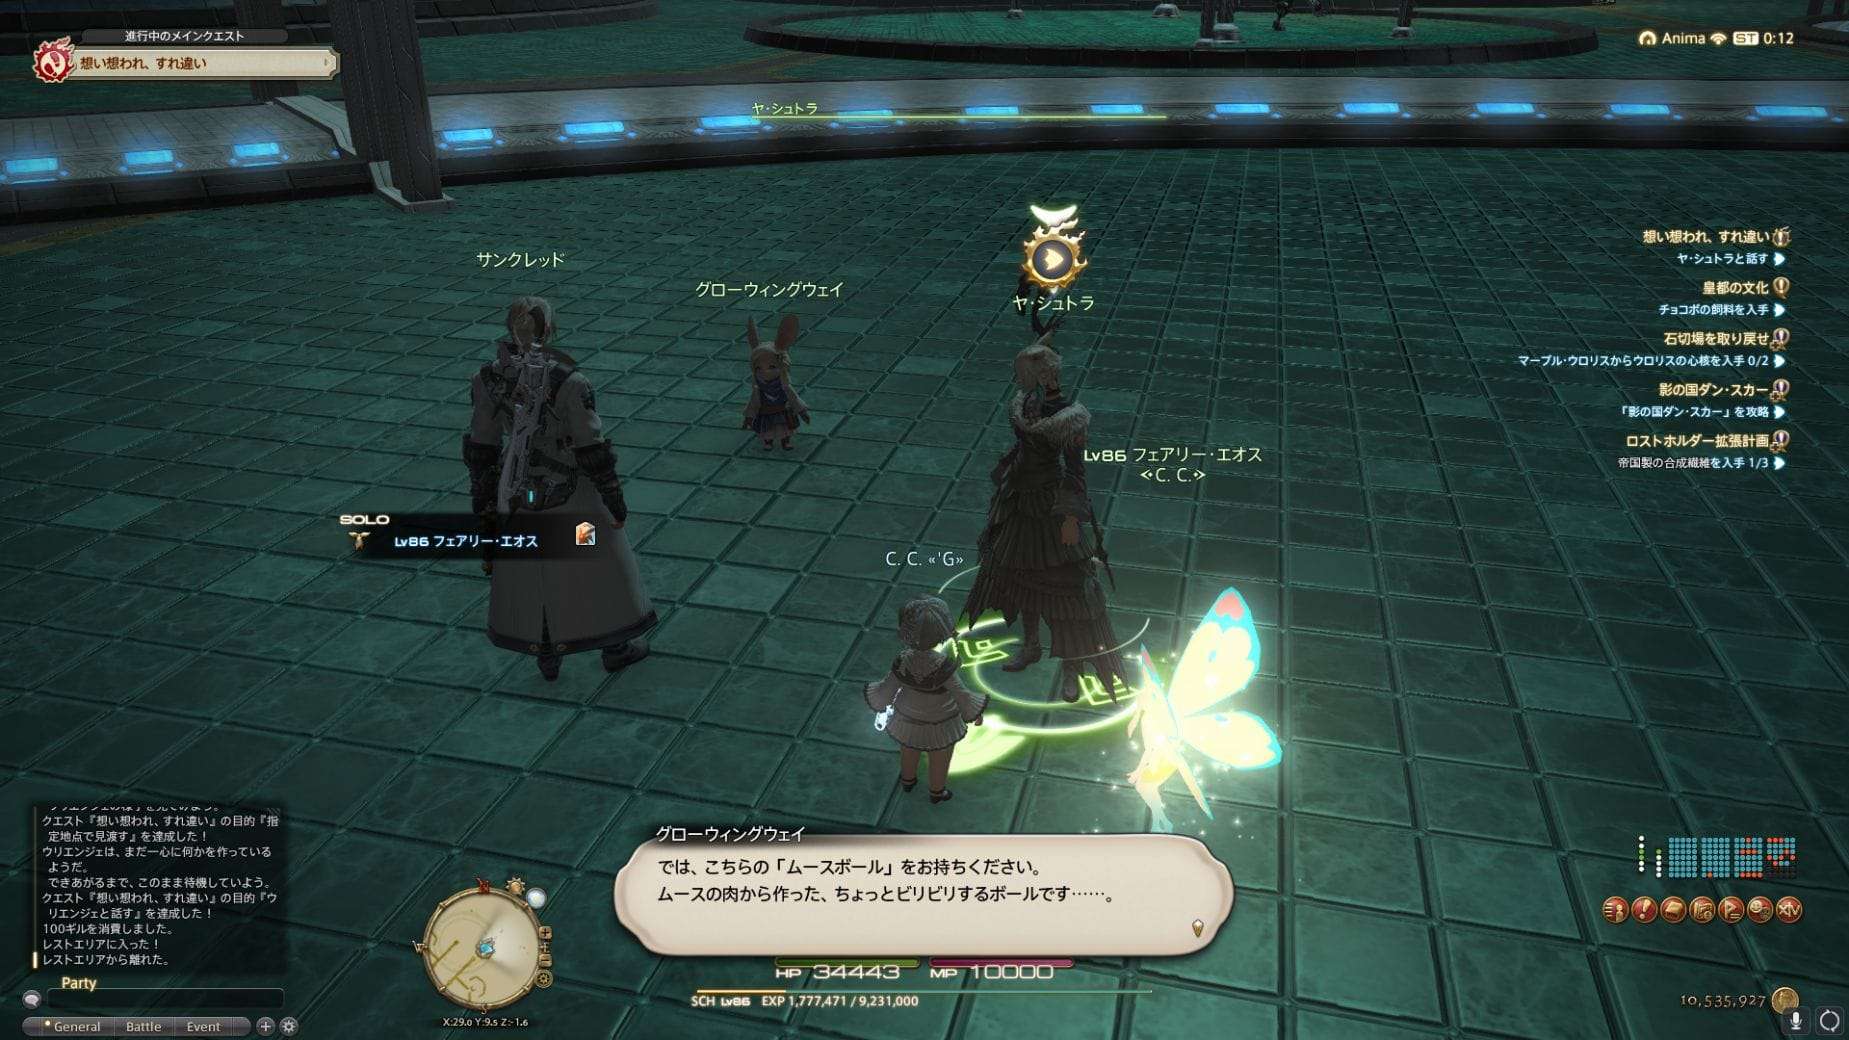 進行中のメインクエスト
想い想われ、すれ違い
Anima ST 0:12
ヤ・シュトラ
サンクレッド
グローウィングウェイ
ヤ・シュトラ
想い想われ、すれ違い
ヤ・シュトラと話す
皇都の文化
チョコボの飼料を入手
石切場を取り戻せ
マーブル・ウロリスからウロリスの心核を入手 0/2
影の国ダン・スカー
「影の国ダン・スカー」を攻略
ロストホルダー拡張計画
帝国製の合成繊維を入手 1/3
Lv86 フェアリー・エオス
<C. C.>
SOLO
Lv86 フェアリー・エオス
C. C. «'G»
クエスト『想い想われ、すれ違い』の目的『指
定地点で見渡す』を達成した!
ウリエンジェは、まだ一心に何かを作っている
ようだ。
できあがるまで、このまま待機していよう。
クエスト『想い想われ、すれ違い』の目的『ウ
リエンジェと話す』を達成した!
100ギルを消費しました。
レストエリアに入った!
レストエリアから離れた。
Party
General Battle Event
X:29.0 Y:9.5 Z:-1.6
グローウィングウェイ
では、こちらの「ムースボール」をお持ちください。
ムースの肉から作った、ちょっとビリビリするボールです……。
HP 34443 MP 10000
SCH Lv86 EXP 1,777,471 / 9,231,000
XIV
10,535,927